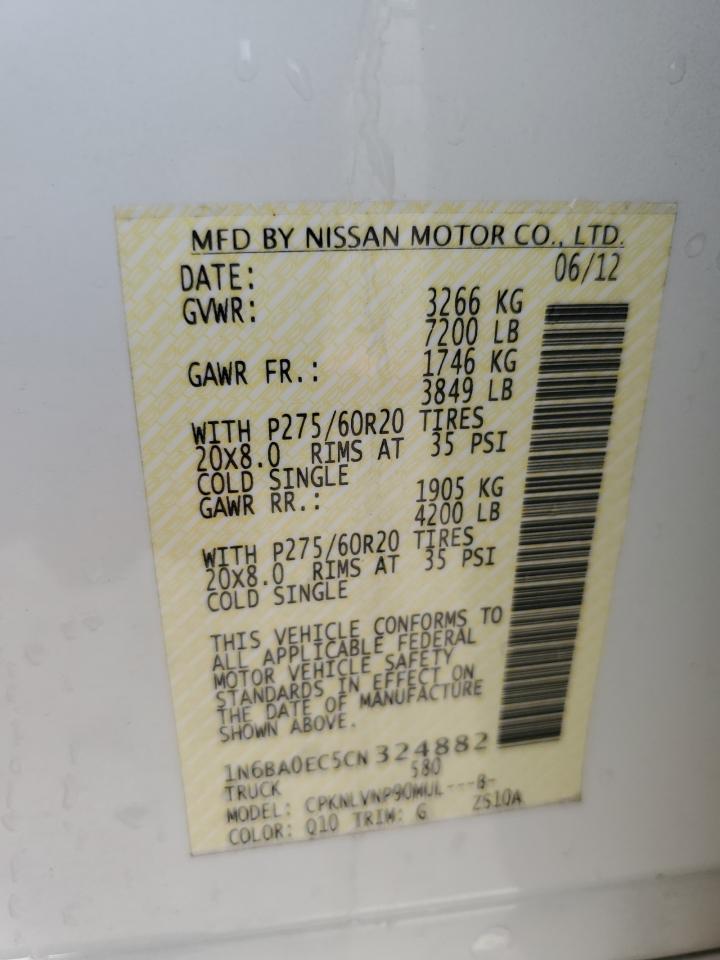 MFD BY NISSAN MOTOR CO., LTD.
DATE: 06/12
GVWR: 3266 KG
7200 LB
GAWR FR.: 1746 KG
3849 LB
WITH P275/60R20 TIRES
20x8.0 RIMS AT 35 PSI
COLD SINGLE
GAWR RR.: 1905 KG
4200 LB
WITH P275/60R20 TIRES
20x8.0 RIMS AT 35 PSI
COLD SINGLE
THIS VEHICLE CONFORMS TO
ALL APPLICABLE FEDERAL
MOTOR VEHICLE SAFETY
STANDARDS IN EFFECT ON
THE DATE OF MANUFACTURE
SHOWN ABOVE.
1N6BA0EC5CN 324882
TRUCK 580
MODEL: CPKNLVNP90MUL---B-
COLOR: Q10 TRIM: G ZS10A